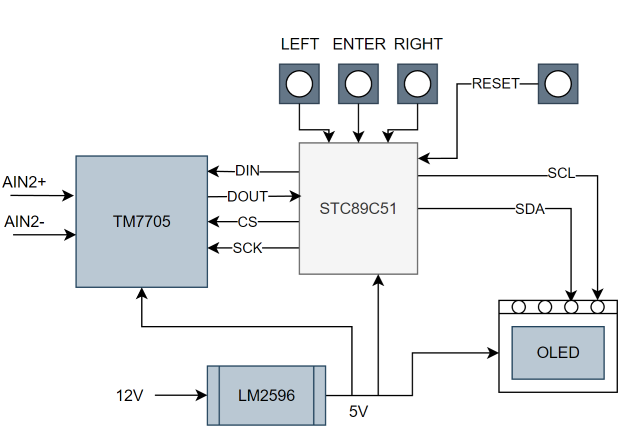 LEFT ENTER RIGHT
RESET
AIN2+
AIN2-
TM7705
DIN
DOUT
CS
SCK
STC89C51
SCL
SDA
OLED
12V
LM2596
5V